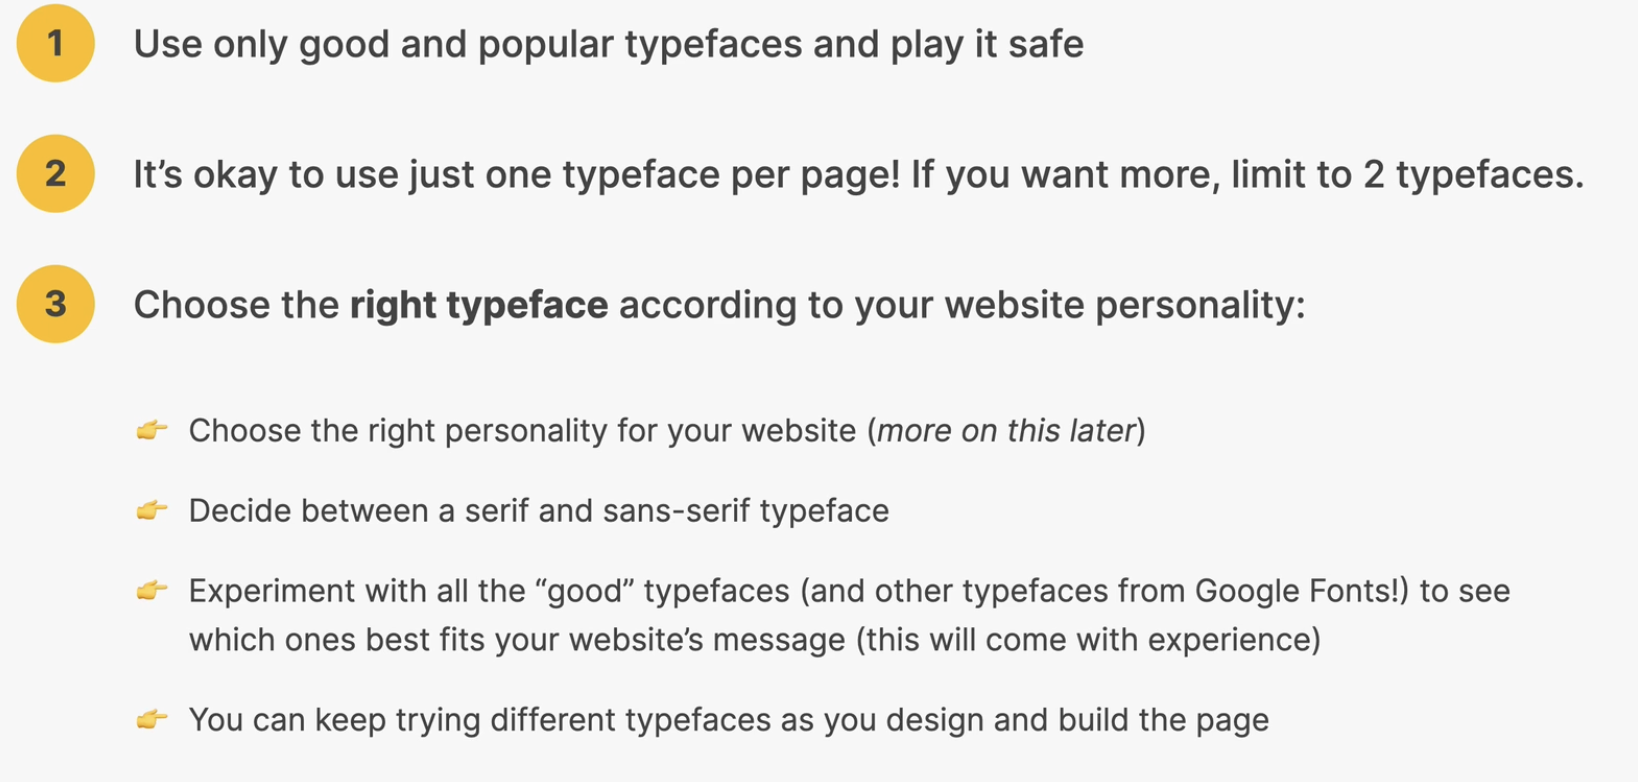 1 Use only good and popular typefaces and play it safe
2 It’s okay to use just one typeface per page! If you want more, limit to 2 typefaces.
3 Choose the right typeface according to your website personality:
👉 Choose the right personality for your website (more on this later)
👉 Decide between a serif and sans-serif typeface
👉 Experiment with all the “good” typefaces (and other typefaces from Google Fonts!) to see
which ones best fits your website’s message (this will come with experience)
👉 You can keep trying different typefaces as you design and build the page